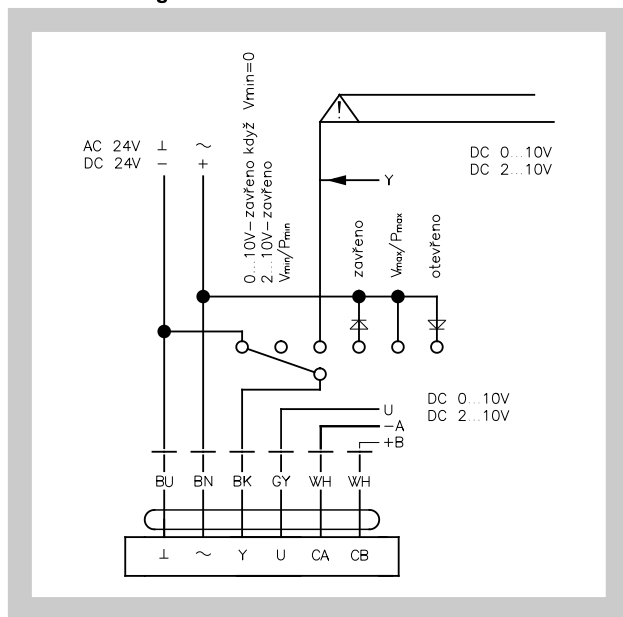 AC 24V ⊥ ~
DC 24V − +
0...10V−zavřeno když Vmin=0
2...10V−zavřeno
Vmin/Pmin
!
DC 0...10V
DC 2...10V
Y
zavřeno
Vmax/Pmax
otevřeno
U
−A
+B
DC 0...10V
DC 2...10V
BU BN BK GY WH WH
⊥ ~ Y U CA CB